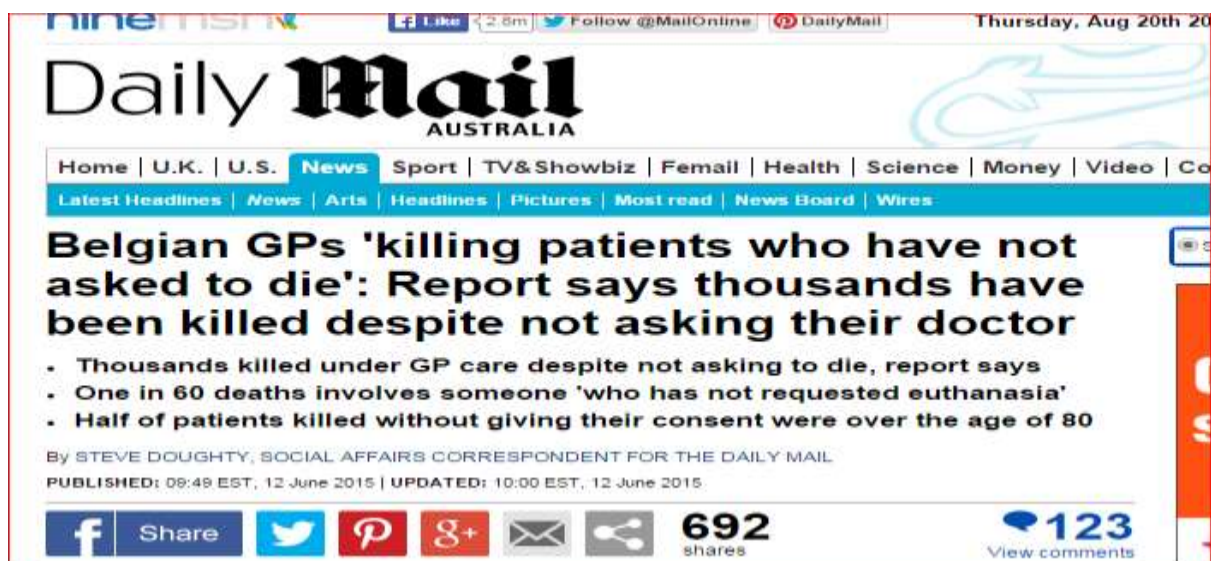 ninemsn Like 2.8m Follow @MailOnline DailyMail Thursday, Aug 20th 20
Daily Mail
AUSTRALIA
Home | U.K. | U.S. News Sport | TV&Showbiz | Femail | Health | Science | Money | Video | Co
Latest Headlines | News | Arts | Headlines | Pictures | Most read | News Board | Wires
Belgian GPs 'killing patients who have not
asked to die': Report says thousands have
been killed despite not asking their doctor
• Thousands killed under GP care despite not asking to die, report says
• One in 60 deaths involves someone 'who has not requested euthanasia'
• Half of patients killed without giving their consent were over the age of 80
By STEVE DOUGHTY, SOCIAL AFFAIRS CORRESPONDENT FOR THE DAILY MAIL
PUBLISHED: 09:49 EST, 12 June 2015 | UPDATED: 10:00 EST, 12 June 2015
f Share 8+ 692 123
shares View comments